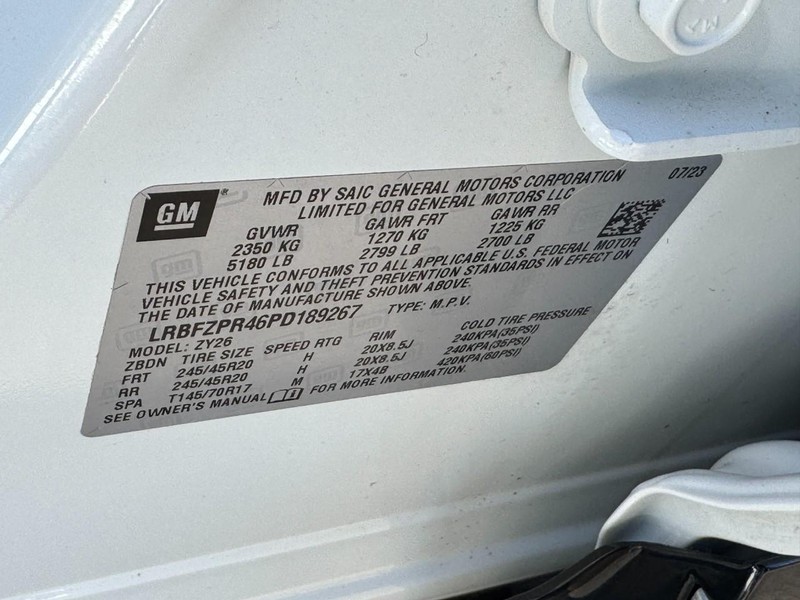 GM ® MFD BY SAIC GENERAL MOTORS CORPORATION 07/23
LIMITED FOR GENERAL MOTORS LLC
GVWR GAWR FRT GAWR RR
2350 KG 1270 KG 1225 KG
5180 LB 2799 LB 2700 LB
THIS VEHICLE CONFORMS TO ALL APPLICABLE U.S. FEDERAL MOTOR
VEHICLE SAFETY AND THEFT PREVENTION STANDARDS IN EFFECT ON
THE DATE OF MANUFACTURE SHOWN ABOVE.
LRBFZPR46PD189267 TYPE: M.P.V.
MODEL: ZY26
ZBDN TIRE SIZE SPEED RTG RIM
FRT 245/45R20 H 20X8.5J 240KPA(35PSI)
RR 245/45R20 H 20X8.5J 240KPA(35PSI)
SPA T145/70R17 M 17X4B 420KPA(60PSI)
SEE OWNER'S MANUAL FOR MORE INFORMATION.